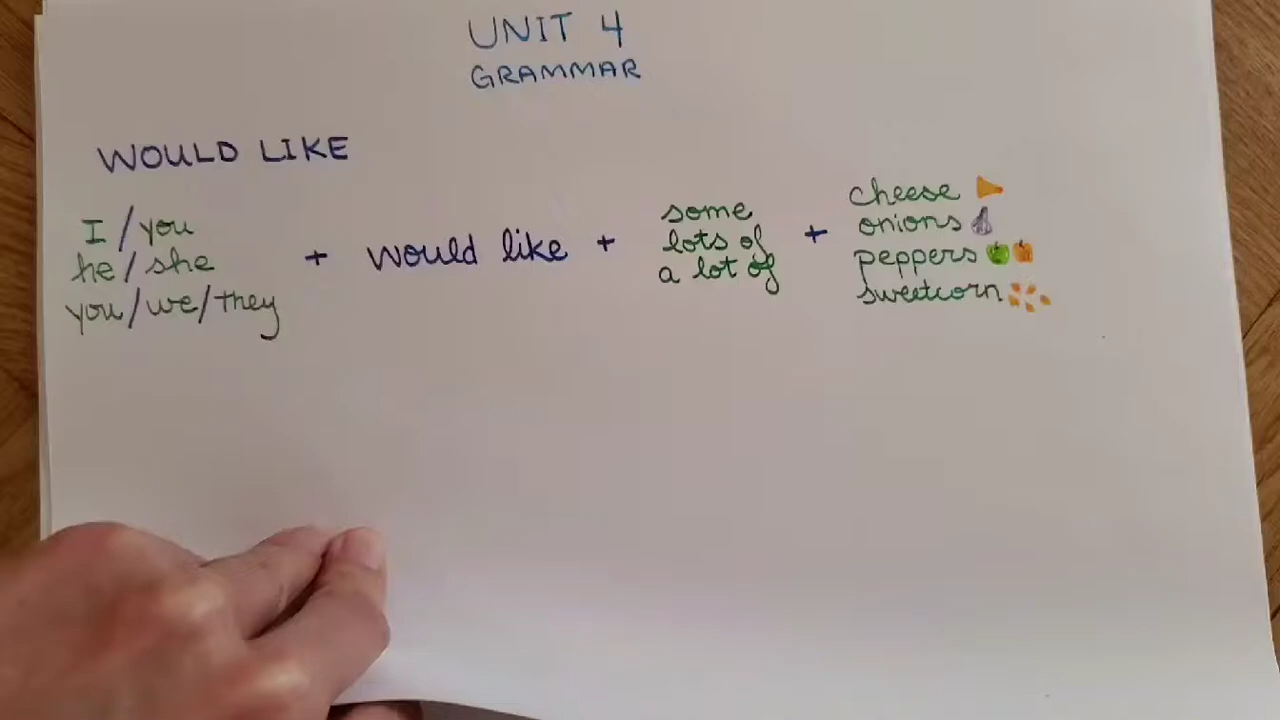 UNIT 4
GRAMMAR
WOULD LIKE
I / you
he / she
you / we / they
+ would like +
some
lots of
a lot of
+
cheese
onions
peppers
sweetcorn